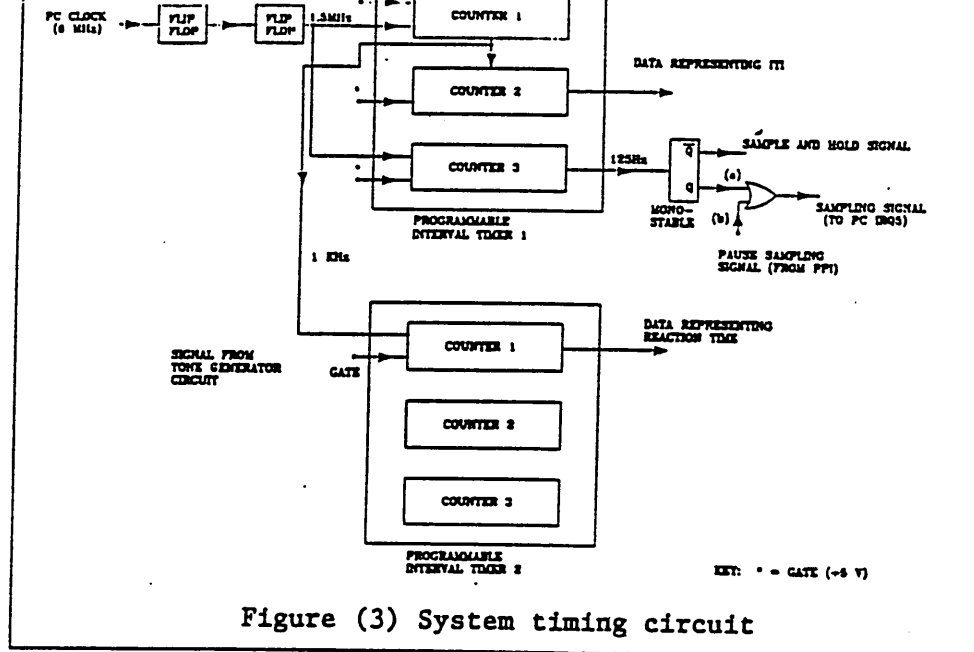 PC CLOCK
(6 MHz)
FLIP
FLOP
FLIP
FLOP
1.5MHz
COUNTER 1
COUNTER 2
DATA REPRESENTING ITI
COUNTER 3
125Hz
Q
Q
MONO-
STABLE
SAMPLE AND HOLD SIGNAL
(a)
(b)
SAMPLING SIGNAL
(TO PC IRQ5)
PAUSE SAMPLING
SIGNAL (FROM PPI)
PROGRAMMABLE
INTERVAL TIMER 1
1 KHz
SIGNAL FROM
TONE GENERATOR
CIRCUIT
GATE
COUNTER 1
DATA REPRESENTING
REACTION TIME
COUNTER 2
COUNTER 3
PROGRAMMABLE
INTERVAL TIMER 2
KEY: * = GATE (+5 V)
Figure (3) System timing circuit